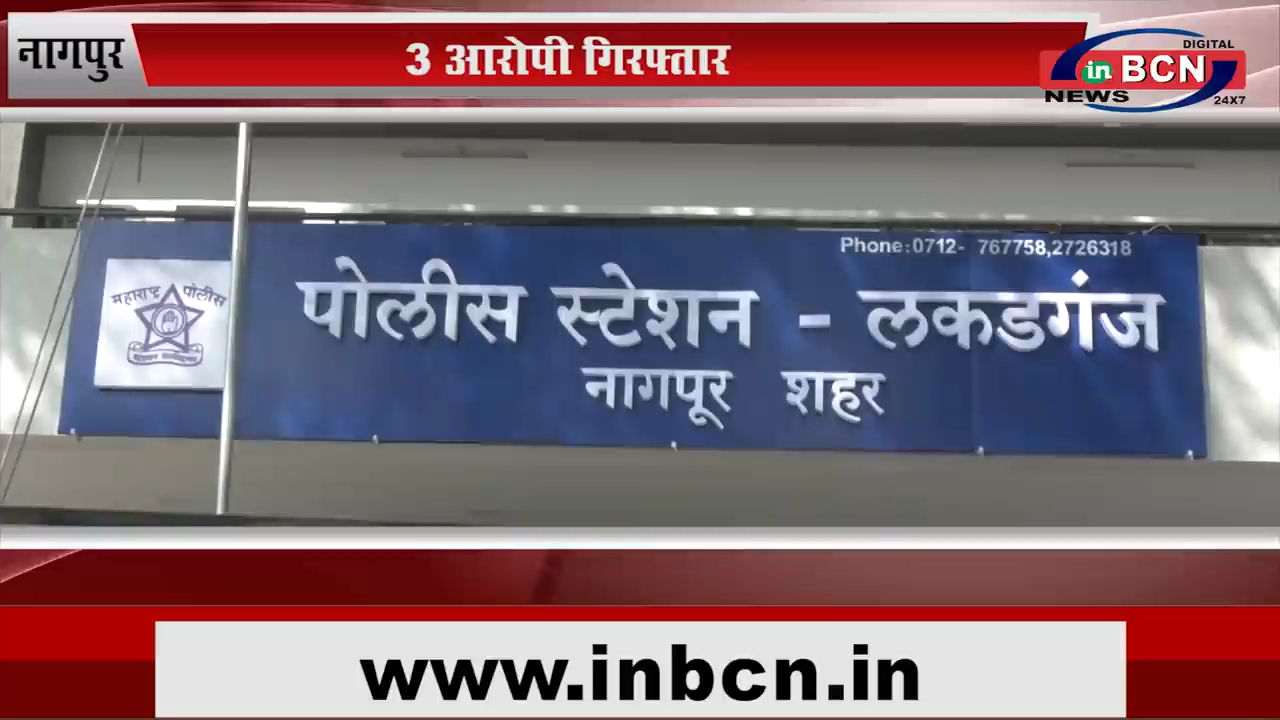 नागपुर
3 आरोपी गिरफ्तार
DIGITAL
in BCN
NEWS
24X7
Phone:0712- 767758,2726318
महाराष्ट्र पोलीस
पोलीस स्टेशन - लकडगंज
नागपूर शहर
www.inbcn.in